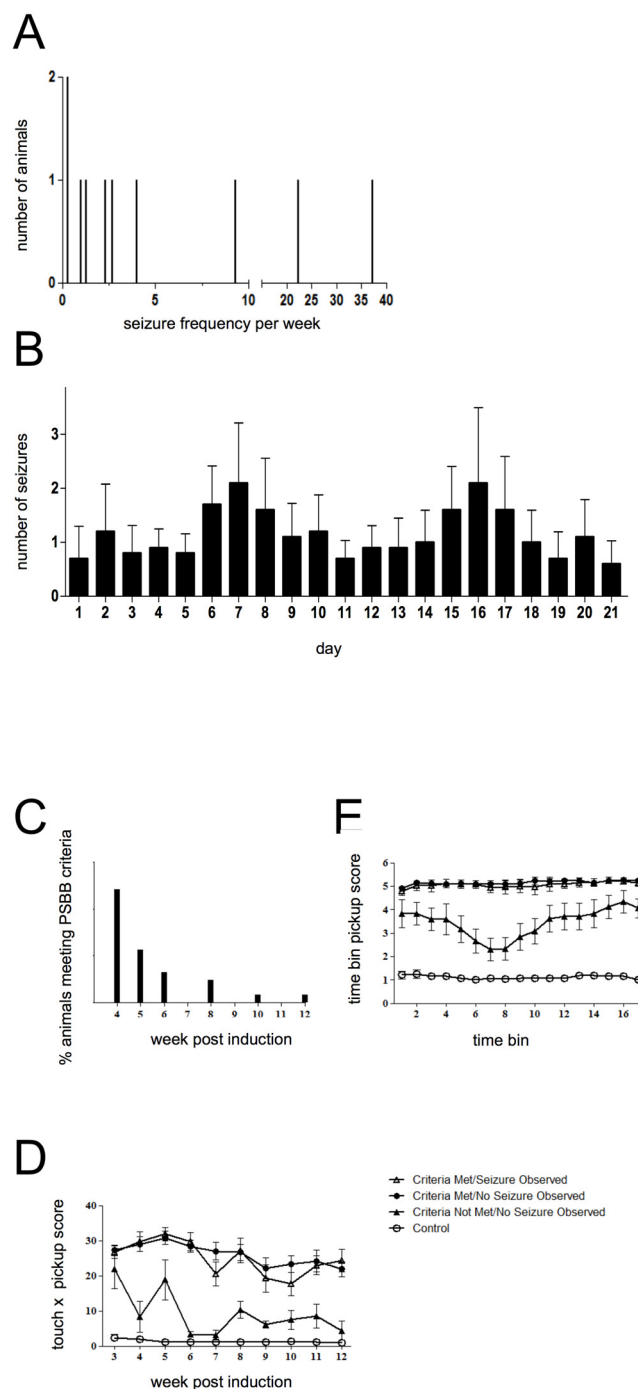 A
number of animals
2
1
0
0 5 10 20 25 30 35 40
seizure frequency per week
B
number of seizures
3
2
1
0
1 2 3 4 5 6 7 8 9 10 11 12 13 14 15 16 17 18 19 20 21
day
C
% animals meeting PSBB criteria
4 5 6 7 8 9 10 11 12
week post induction
E
time bin pickup score
6
5
4
3
2
1
0
2 4 6 8 10 12 14 16
time bin
D
touch x pickup score
40
30
20
10
0
3 4 5 6 7 8 9 10 11 12
week post induction
Criteria Met/Seizure Observed
Criteria Met/No Seizure Observed
Criteria Not Met/No Seizure Observed
Control